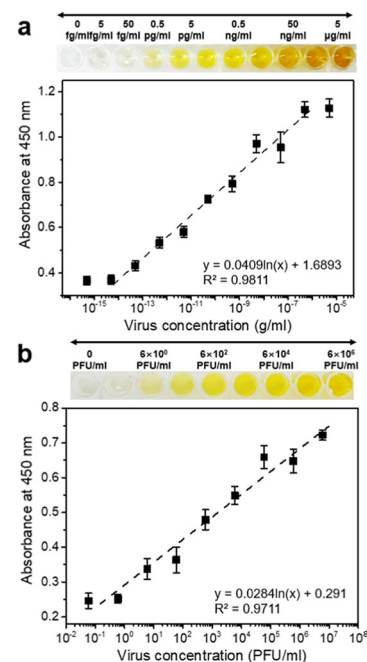 a
0 5 50 0.5 5 0.5 50 5
fg/ml fg/ml fg/ml pg/ml pg/ml ng/ml ng/ml µg/ml
1.2
1.0
0.8
0.6
0.4
Absorbance at 450 nm
y = 0.0409ln(x) + 1.6893
R² = 0.9811
10⁻¹⁵ 10⁻¹³ 10⁻¹¹ 10⁻⁹ 10⁻⁷ 10⁻⁵
Virus concentration (g/ml)
b
0 6×10⁰ 6×10² 6×10⁴ 6×10⁶
PFU/ml PFU/ml PFU/ml PFU/ml PFU/ml
0.8
0.7
0.6
0.5
0.4
0.3
0.2
Absorbance at 450 nm
y = 0.0284ln(x) + 0.291
R² = 0.9711
10⁻² 10⁻¹ 10⁰ 10¹ 10² 10³ 10⁴ 10⁵ 10⁶ 10⁷ 10⁸
Virus concentration (PFU/ml)